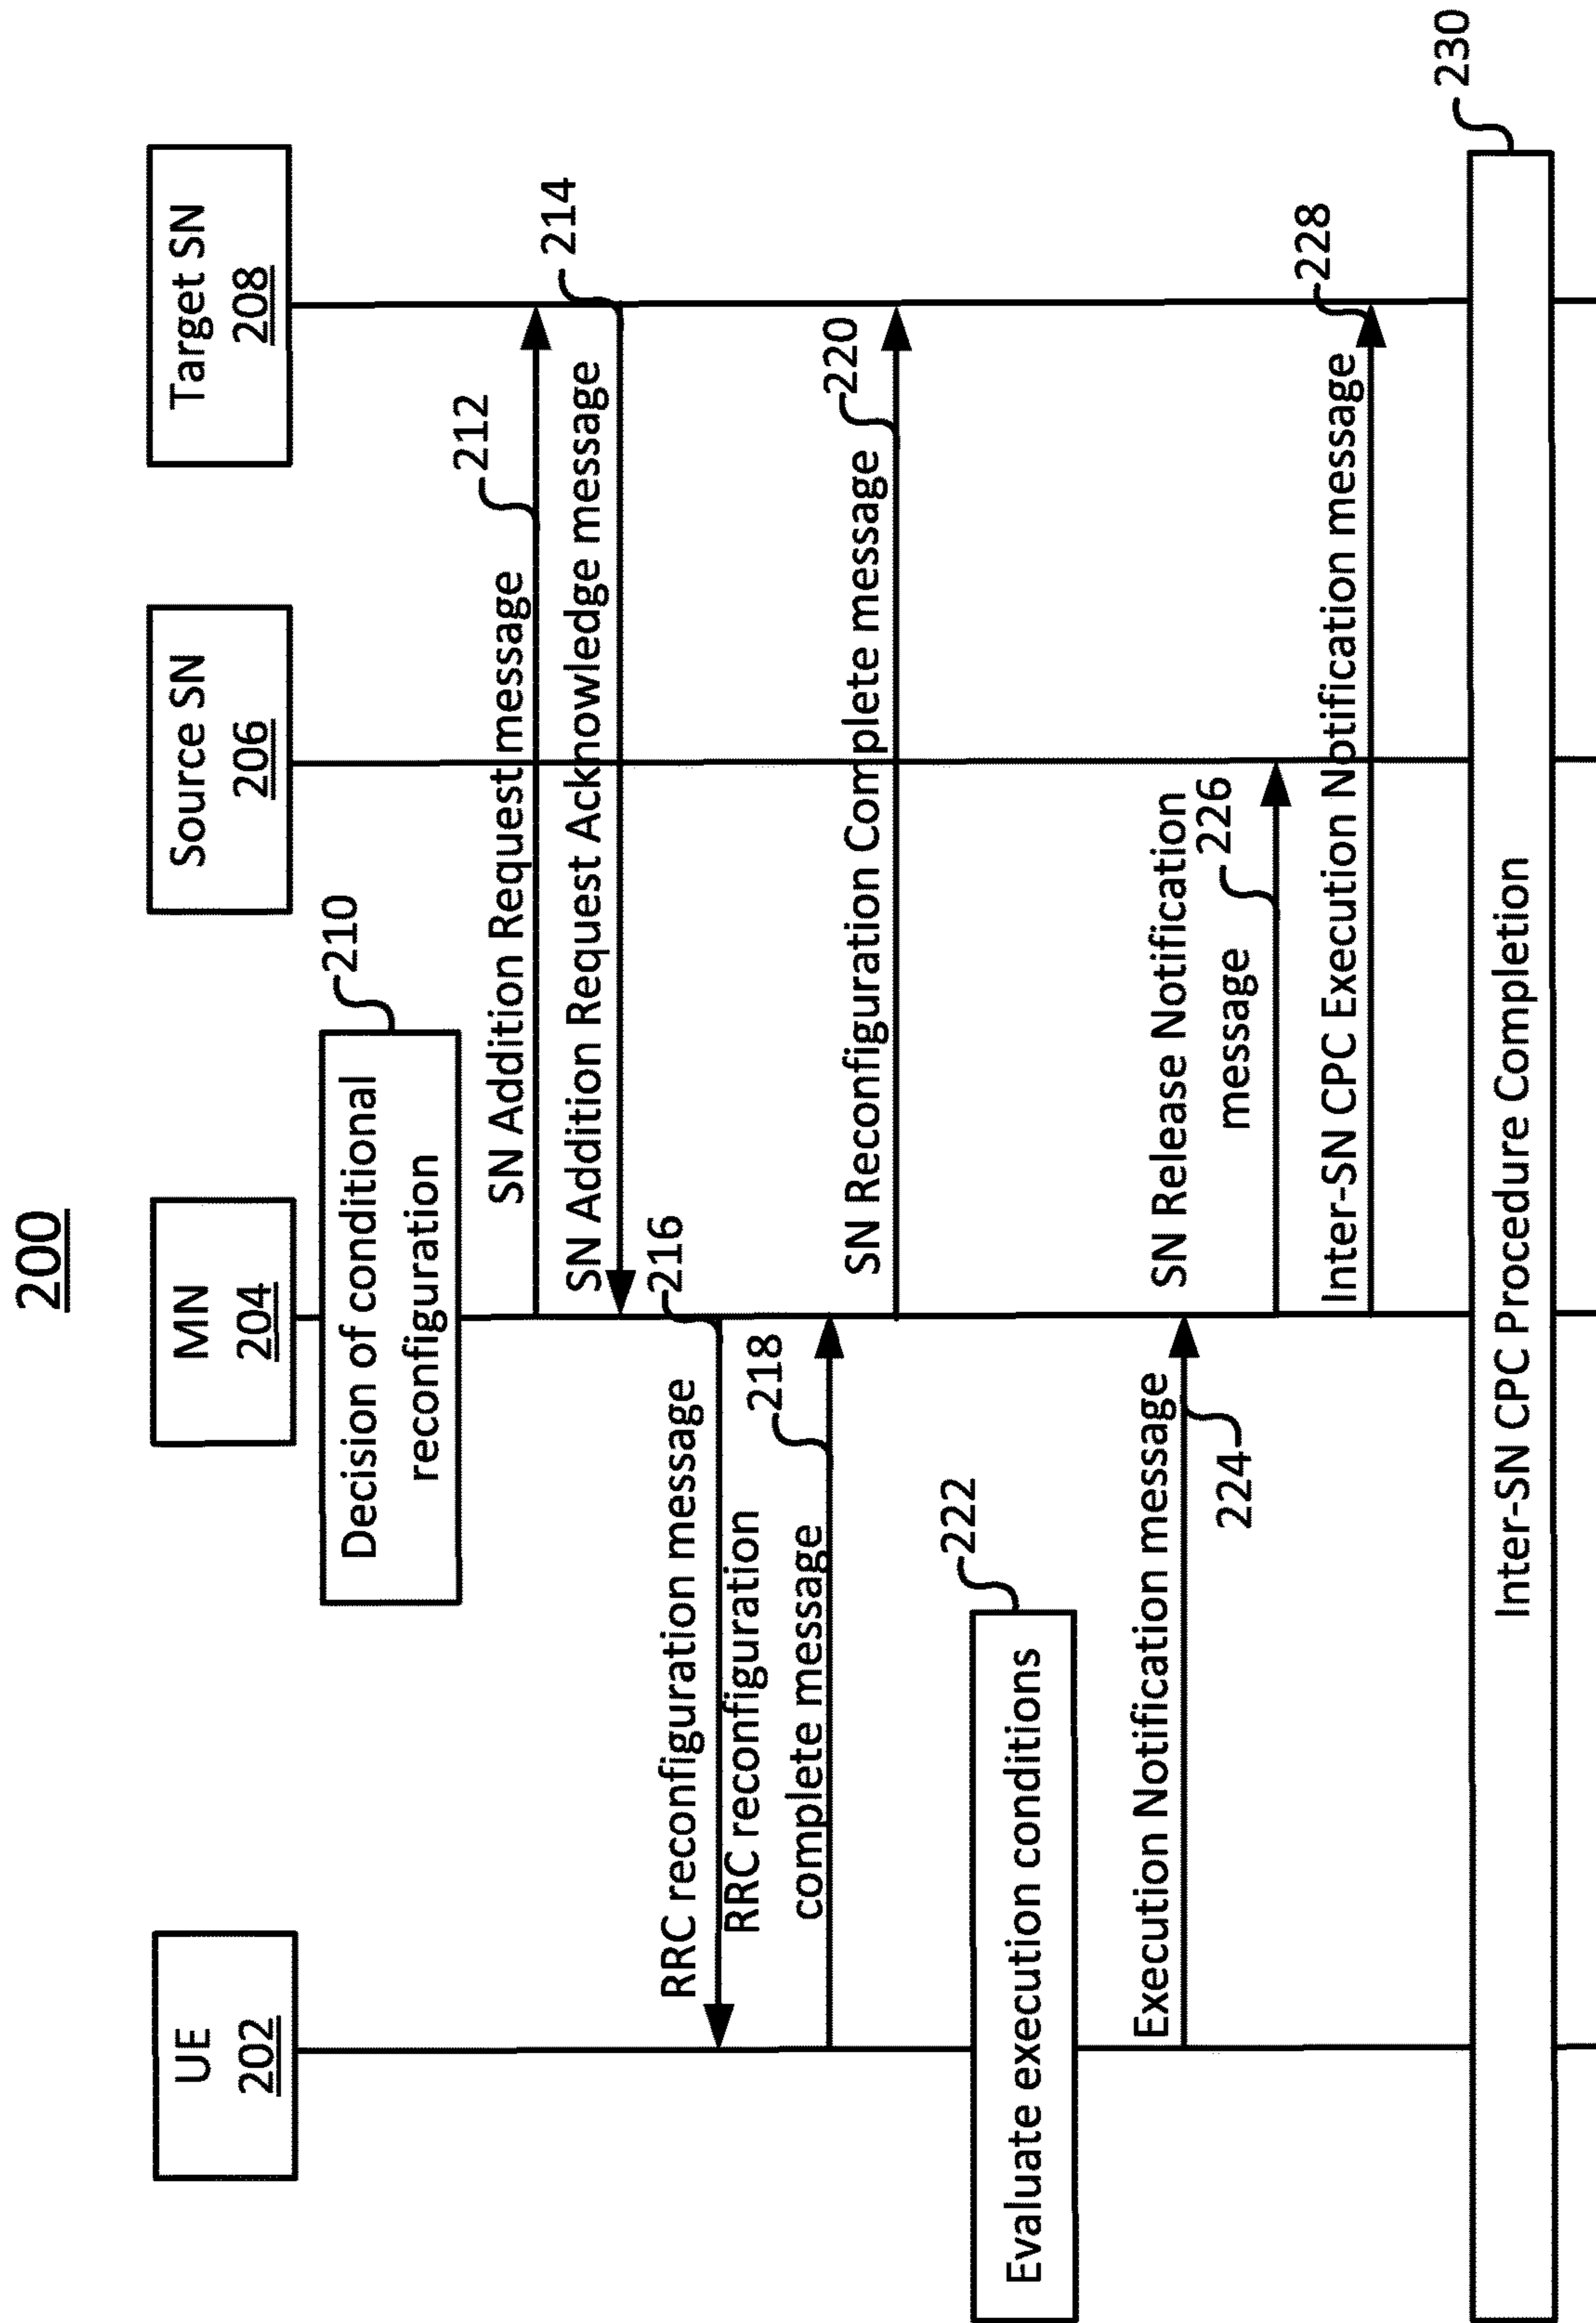 200
UE
202
MN
204
Source SN
206
Target SN
208
Decision of conditional
reconfiguration
210
SN Addition Request message
212
SN Addition Request Acknowledge message
214
RRC reconfiguration message
216
RRC reconfiguration
complete message
218
SN Reconfiguration Complete message
220
Evaluate execution conditions
222
Execution Notification message
224
SN Release Notification
message
226
Inter-SN CPC Execution Notification message
228
Inter-SN CPC Procedure Completion
230